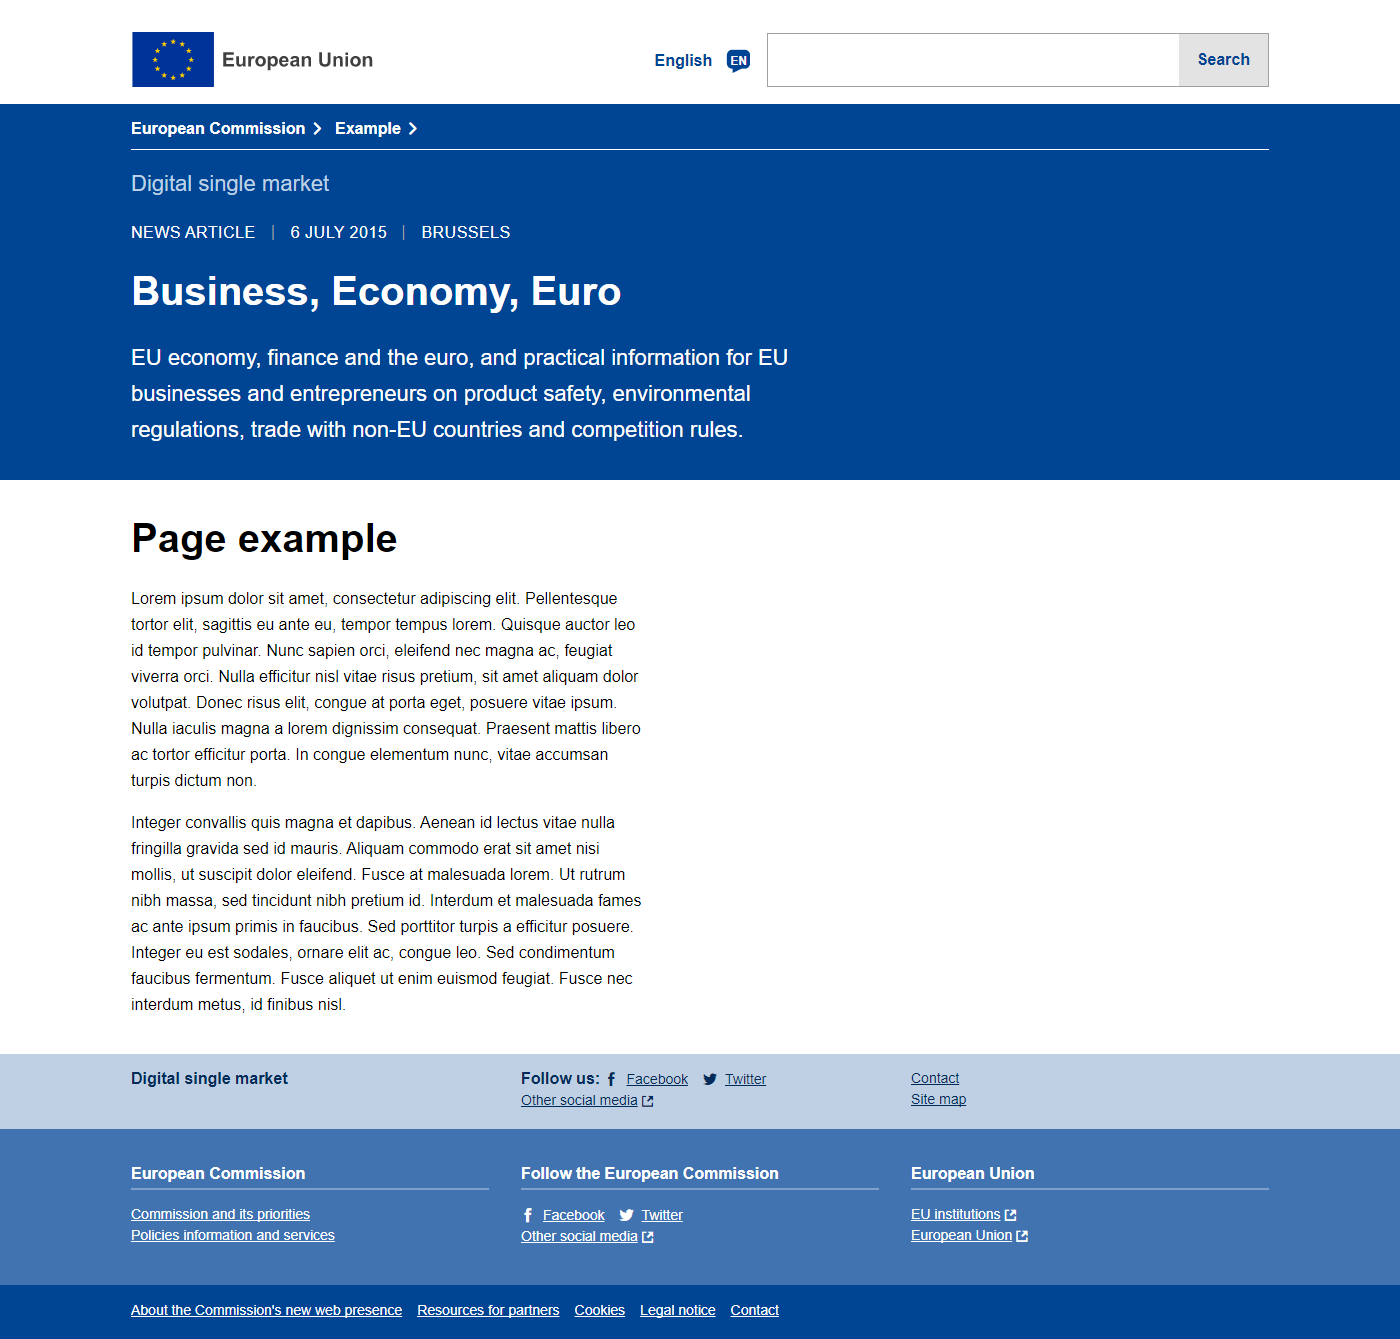 European Union
English EN Search
European Commission Example
Digital single market
NEWS ARTICLE | 6 JULY 2015 | BRUSSELS
Business, Economy, Euro
EU economy, finance and the euro, and practical information for EU
businesses and entrepreneurs on product safety, environmental
regulations, trade with non-EU countries and competition rules.
Page example
Lorem ipsum dolor sit amet, consectetur adipiscing elit. Pellentesque
tortor elit, sagittis eu ante eu, tempor tempus lorem. Quisque auctor leo
id tempor pulvinar. Nunc sapien orci, eleifend nec magna ac, feugiat
viverra orci. Nulla efficitur nisl vitae risus pretium, sit amet aliquam dolor
volutpat. Donec risus elit, congue at porta eget, posuere vitae ipsum.
Nulla iaculis magna a lorem dignissim consequat. Praesent mattis libero
ac tortor efficitur porta. In congue elementum nunc, vitae accumsan
turpis dictum non.
Integer convallis quis magna et dapibus. Aenean id lectus vitae nulla
fringilla gravida sed id mauris. Aliquam commodo erat sit amet nisi
mollis, ut suscipit dolor eleifend. Fusce at malesuada lorem. Ut rutrum
nibh massa, sed tincidunt nibh pretium id. Interdum et malesuada fames
ac ante ipsum primis in faucibus. Sed porttitor turpis a efficitur posuere.
Integer eu est sodales, ornare elit ac, congue leo. Sed condimentum
faucibus fermentum. Fusce aliquet ut enim euismod feugiat. Fusce nec
interdum metus, id finibus nisl.
Digital single market
Follow us: Facebook Twitter
Other social media
Contact
Site map
European Commission
Commission and its priorities
Policies information and services
Follow the European Commission
Facebook Twitter
Other social media
European Union
EU institutions
European Union
About the Commission's new web presence Resources for partners Cookies Legal notice Contact